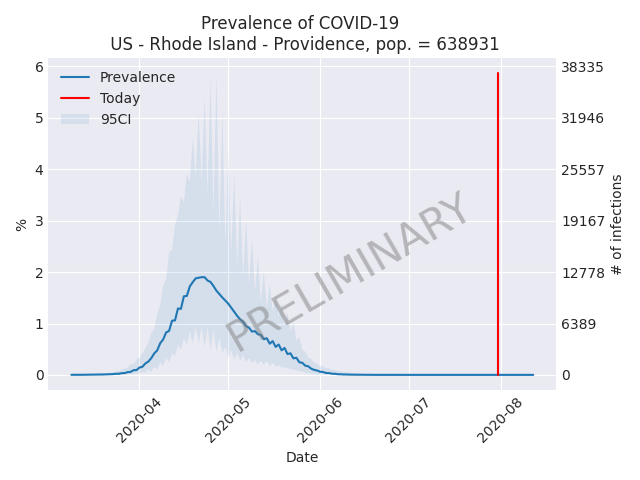 Prevalence of COVID-19
US - Rhode Island - Providence, pop. = 638931
Prevalence
Today
95CI
6
5
4
3
2
1
0
%
38335
31946
25557
19167
12778
6389
0
# of infections
PRELIMINARY
2020-04
2020-05
2020-06
2020-07
2020-08
Date